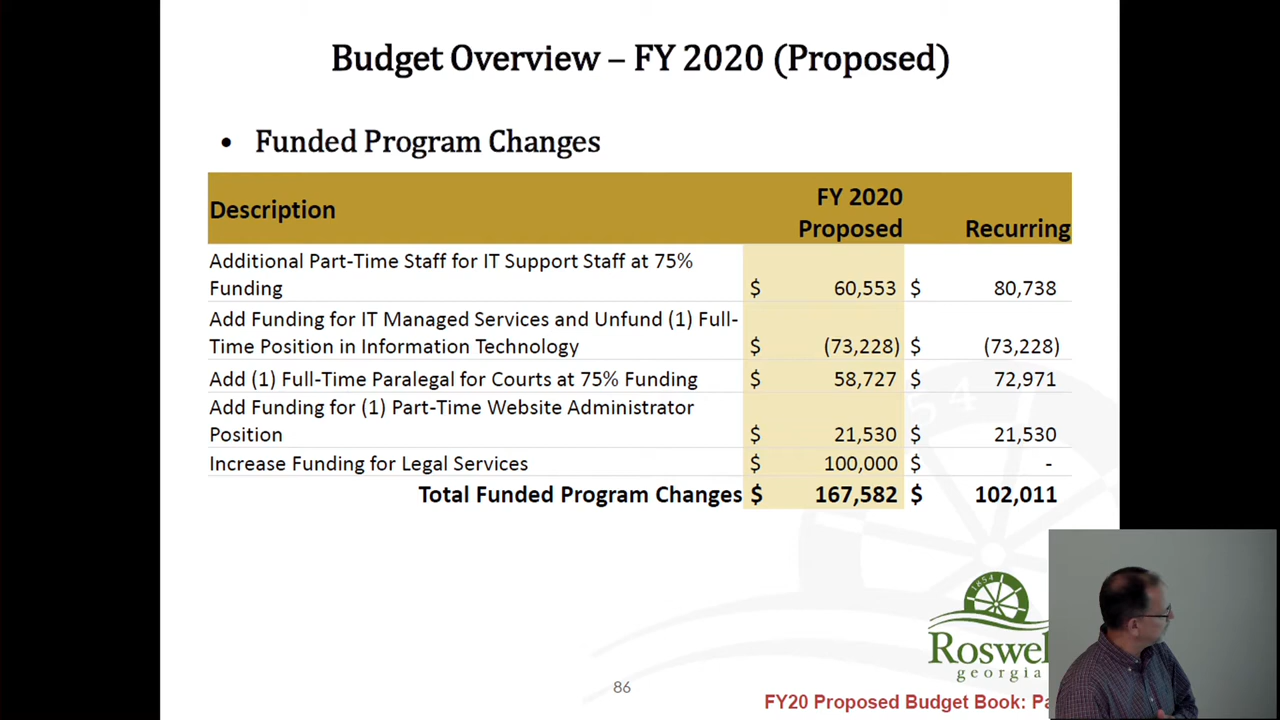 Budget Overview – FY 2020 (Proposed)
• Funded Program Changes
Description FY 2020 Proposed Recurring
Additional Part-Time Staff for IT Support Staff at 75%
Funding $ 60,553 $ 80,738
Add Funding for IT Managed Services and Unfund (1) Full-
Time Position in Information Technology $ (73,228) $ (73,228)
Add (1) Full-Time Paralegal for Courts at 75% Funding $ 58,727 $ 72,971
Add Funding for (1) Part-Time Website Administrator
Position $ 21,530 $ 21,530
Increase Funding for Legal Services $ 100,000 $ -
Total Funded Program Changes $ 167,582 $ 102,011
1854
georgia
86
FY20 Proposed Budget Book: